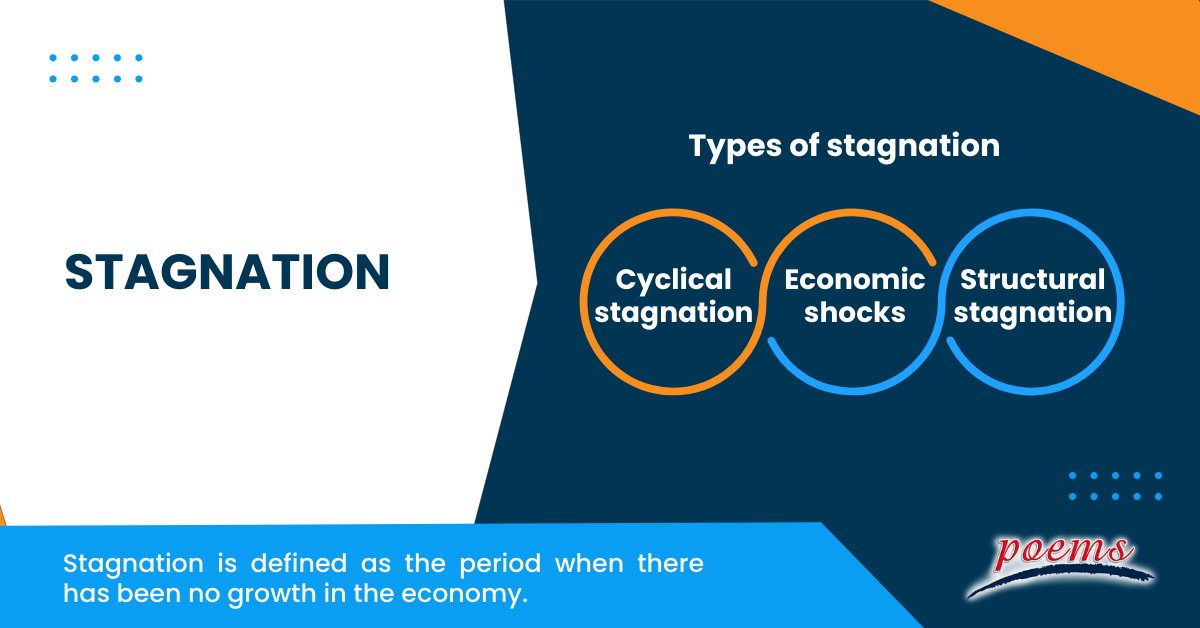 STAGNATION
Types of stagnation
Cyclical
stagnation
Economic
shocks
Structural
stagnation
Stagnation is defined as the period when there
has been no growth in the economy.
poems